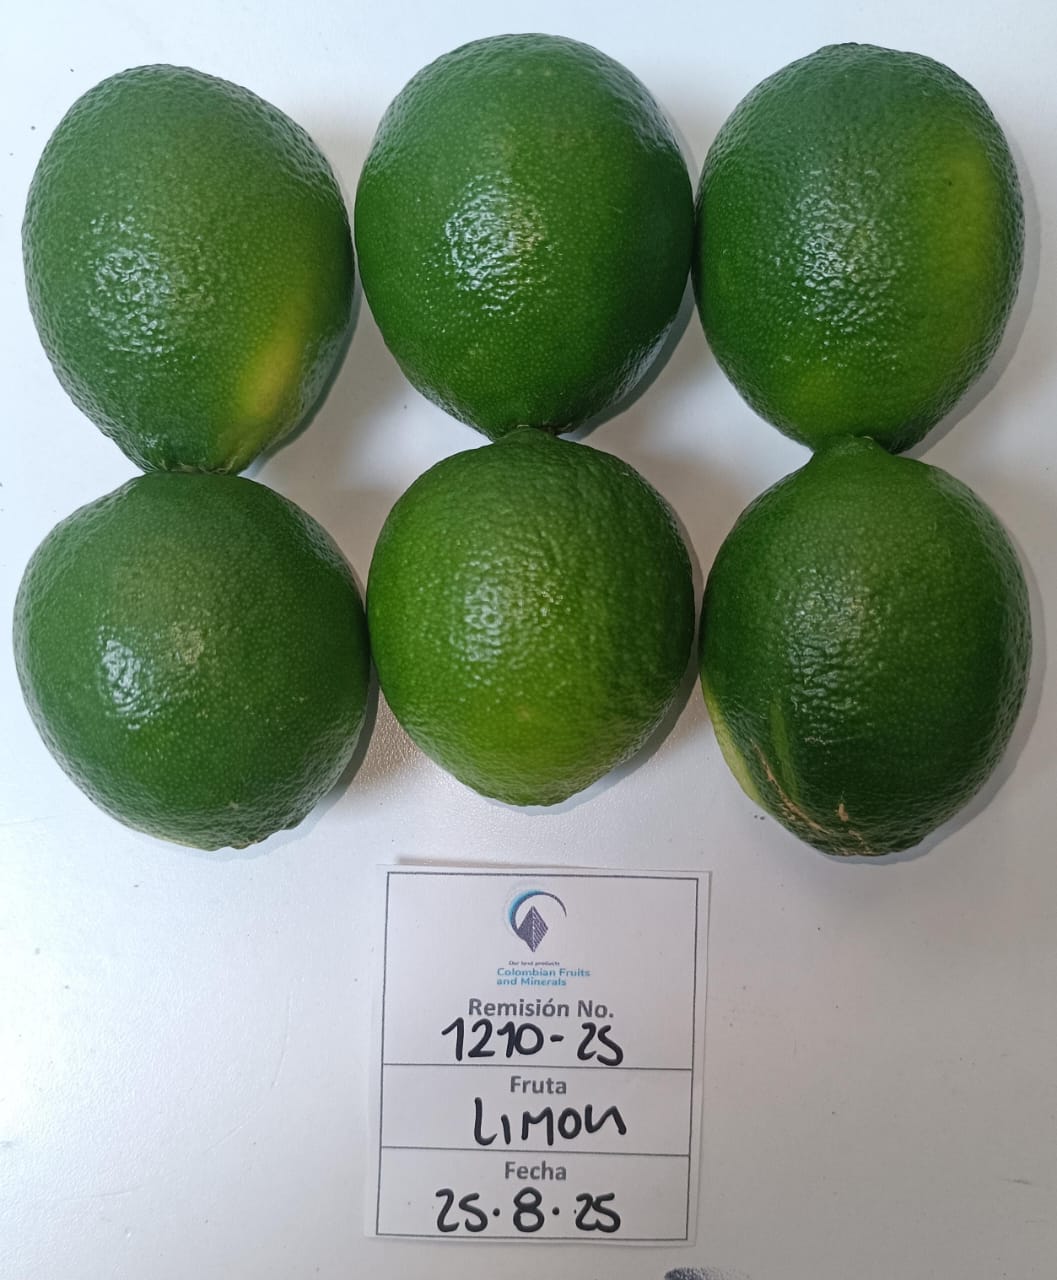 Our best products
Colombian Fruits
and Minerals
Remisión No.
1210-25
Fruta
LIMON
Fecha
25.8.25